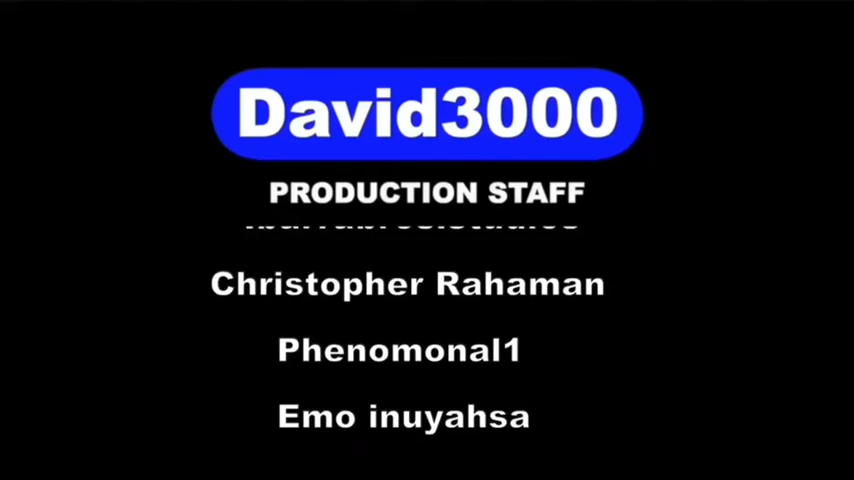 David3000
PRODUCTION STAFF
Christopher Rahaman
Phenomonal1
Emo inuyahsa